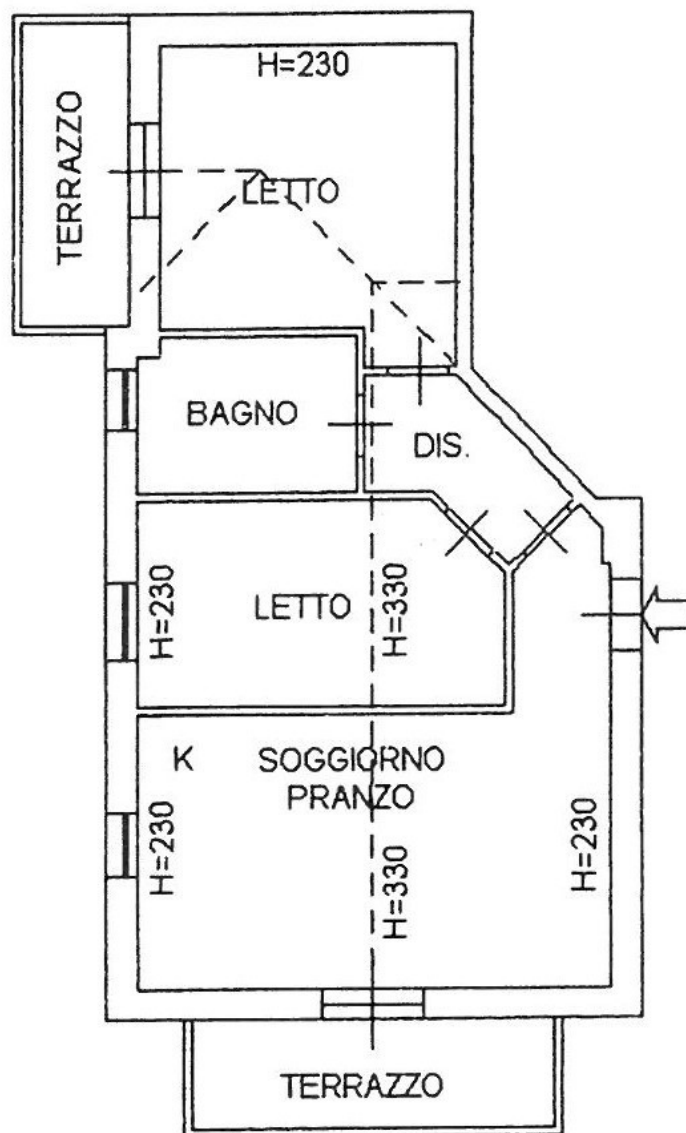 H=230
TERRAZZO
LETTO
BAGNO
DIS.
H=230
LETTO
H=330
K SOGGIORNO
PRANZO
H=230
H=330
H=230
TERRAZZO